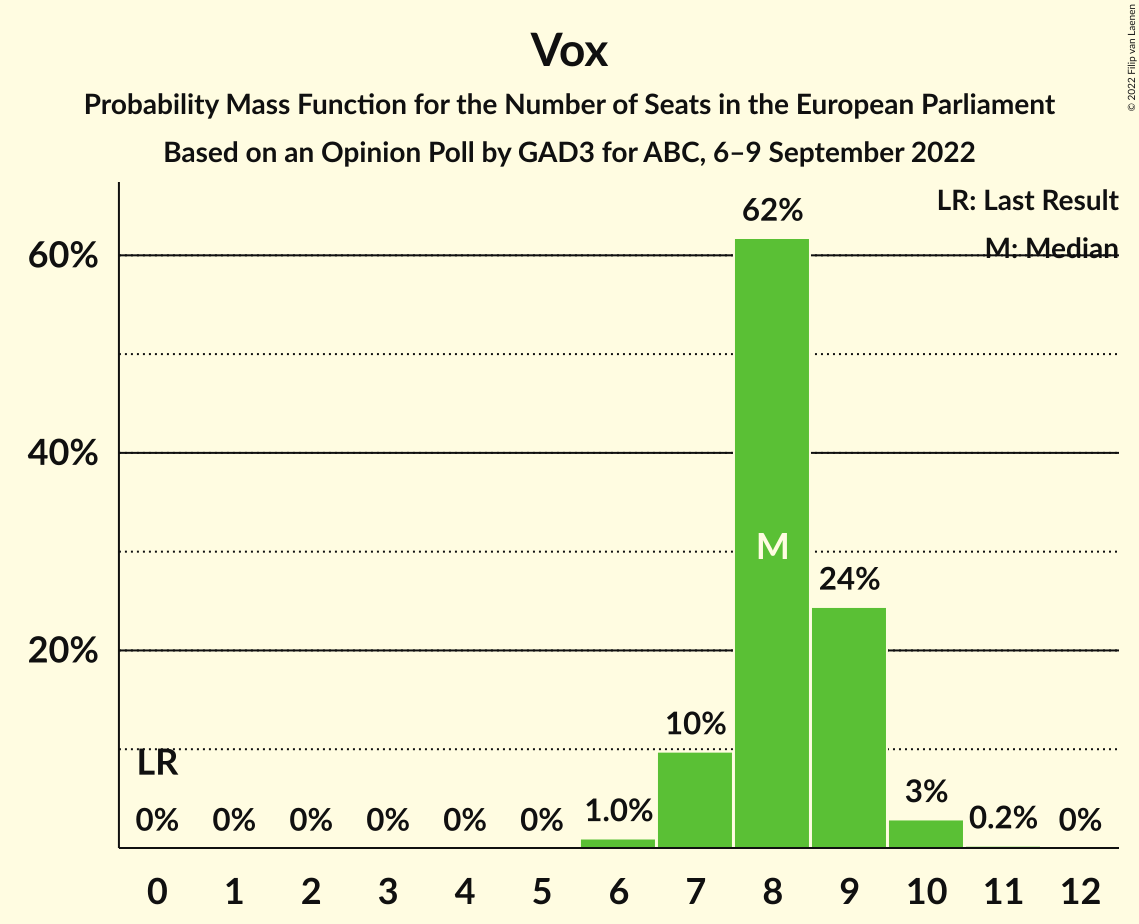 Vox
Probability Mass Function for the Number of Seats in the European Parliament
Based on an Opinion Poll by GAD3 for ABC, 6–9 September 2022
© 2022 Filip van Laenen
LR: Last Result
M: Median
60%
40%
20%
LR
0%
0%
0%
0%
0%
0%
1.0%
10%
62%
M
24%
3%
0.2%
0%
0 1 2 3 4 5 6 7 8 9 10 11 12